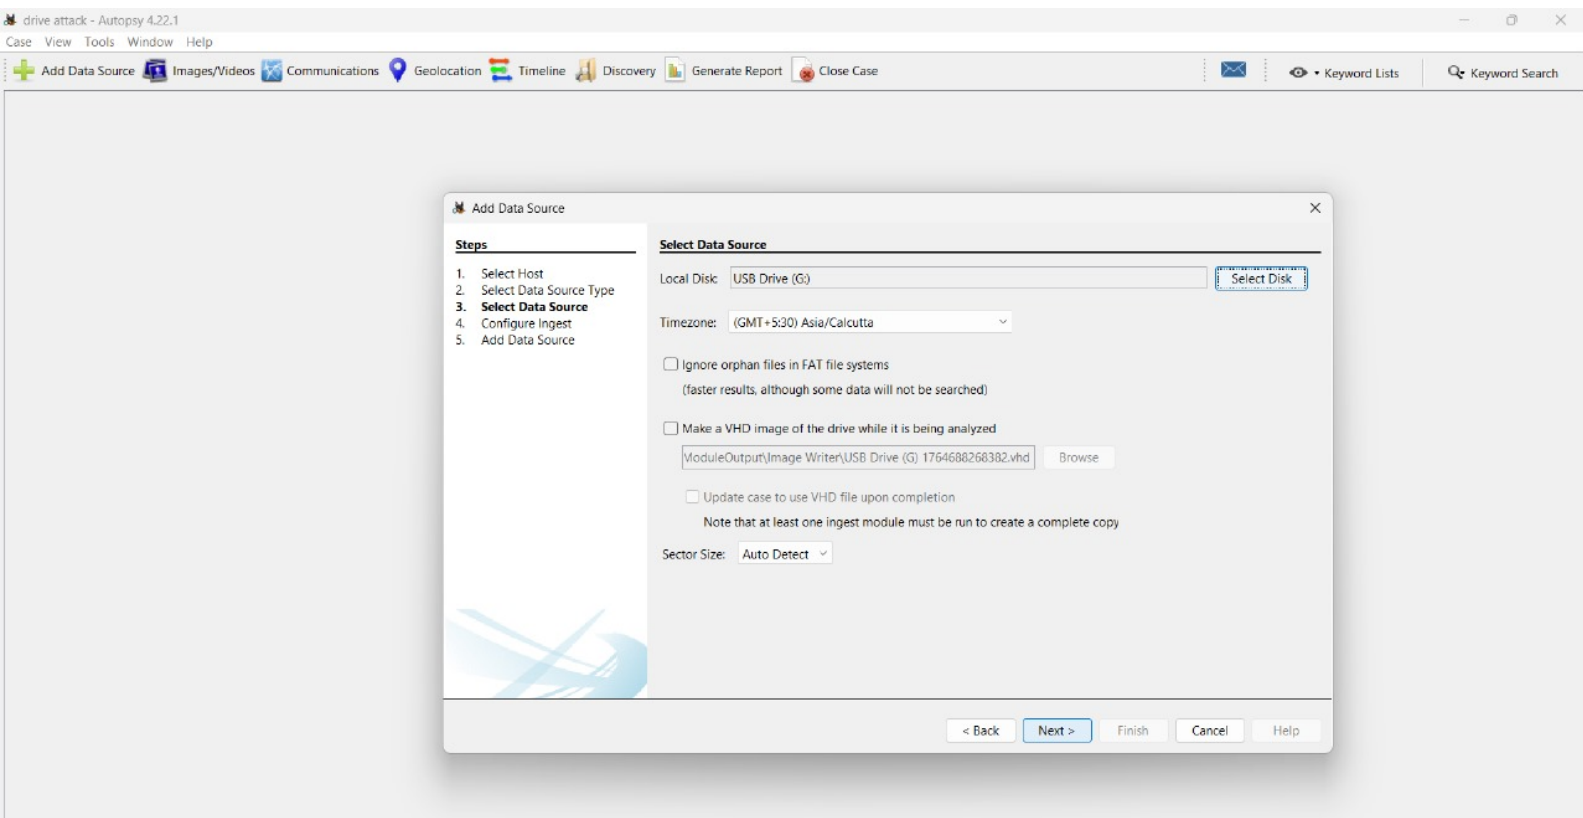 drive attack - Autopsy 4.22.1
Case View Tools Window Help
Add Data Source Images/Videos Communications Geolocation Timeline Discovery Generate Report Close Case Keyword Lists Keyword Search
Add Data Source
Steps
1. Select Host
2. Select Data Source Type
3. Select Data Source
4. Configure Ingest
5. Add Data Source
Select Data Source
Local Disk: USB Drive (G:) Select Disk
Timezone: (GMT+5:30) Asia/Calcutta
Ignore orphan files in FAT file systems
(faster results, although some data will not be searched)
Make a VHD image of the drive while it is being analyzed
ModuleOutput\Image Writer\USB Drive (G) 1764688268382.vhd Browse
Update case to use VHD file upon completion
Note that at least one ingest module must be run to create a complete copy
Sector Size: Auto Detect
< Back Next > Finish Cancel Help